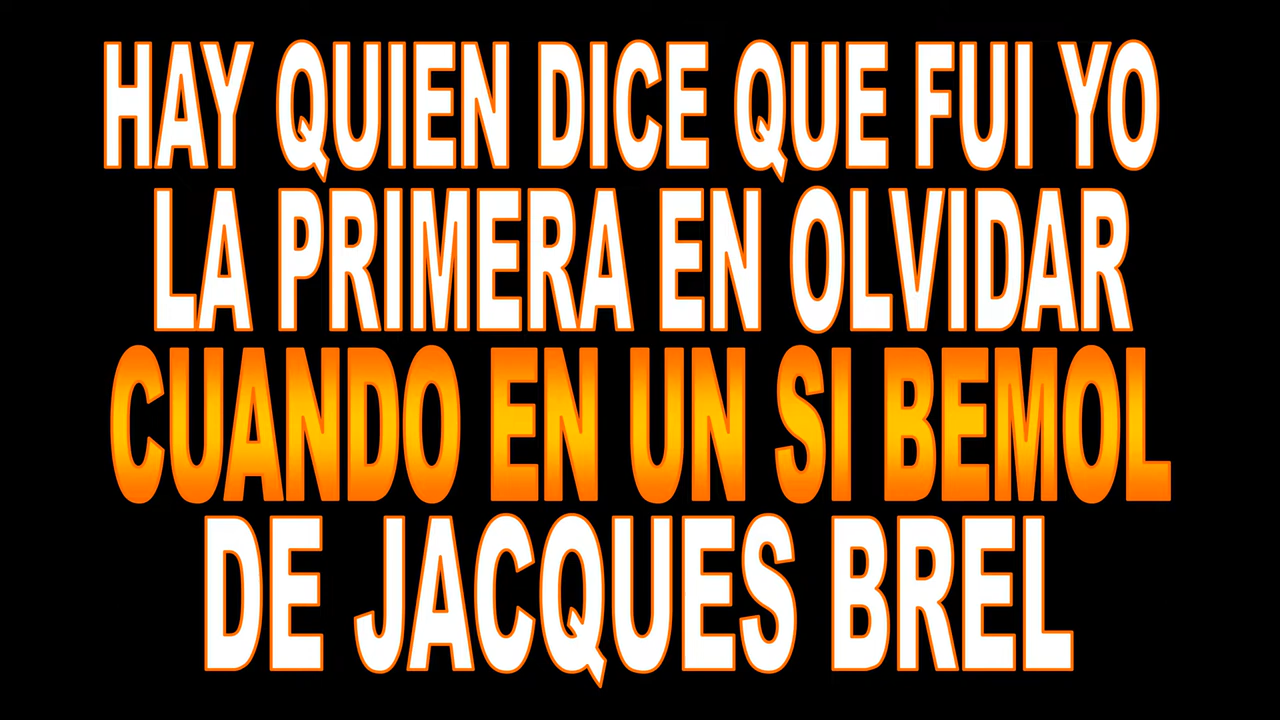 HAY QUIEN DICE QUE FUI YO
LA PRIMERA EN OLVIDAR
CUANDO EN UN SI BEMOL
DE JACQUES BREL